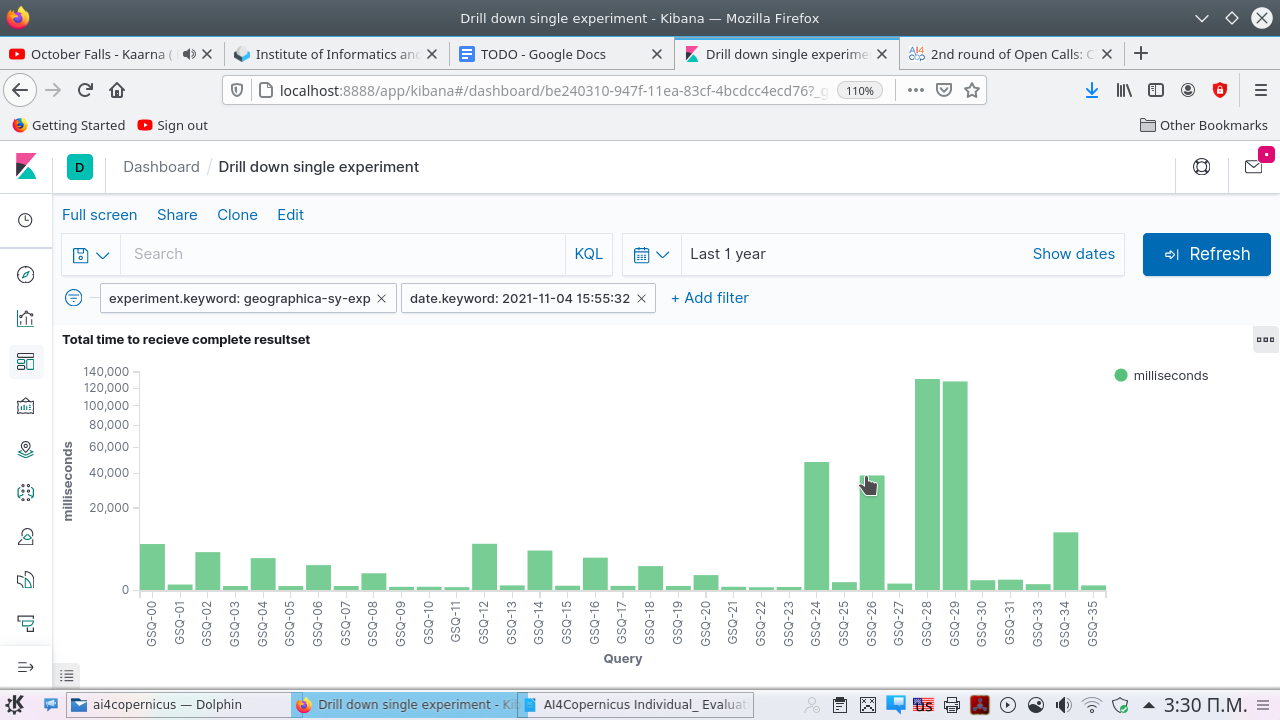 Drill down single experiment - Kibana — Mozilla Firefox
October Falls - Kaarna (
Institute of Informatics and
TODO - Google Docs
Drill down single experime
AI4 COP
2nd round of Open Calls: C
localhost:8888/app/kibana#/dashboard/be240310-947f-11ea-83cf-4bcdcc4ecd76?_g
110%
Getting Started
Sign out
Other Bookmarks
D
Dashboard / Drill down single experiment
Full screen Share Clone Edit
Search
KQL
Last 1 year
Show dates
Refresh
experiment.keyword: geographica-sy-exp
date.keyword: 2021-11-04 15:55:32
+ Add filter
Total time to recieve complete resultset
milliseconds
140,000
120,000
100,000
80,000
60,000
40,000
20,000
0
milliseconds
GSQ-00
GSQ-01
GSQ-02
GSQ-03
GSQ-04
GSQ-05
GSQ-06
GSQ-07
GSQ-08
GSQ-09
GSQ-10
GSQ-11
GSQ-12
GSQ-13
GSQ-14
GSQ-15
GSQ-16
GSQ-17
GSQ-18
GSQ-19
GSQ-20
GSQ-21
GSQ-22
GSQ-23
GSQ-24
GSQ-25
GSQ-26
GSQ-27
GSQ-28
GSQ-29
GSQ-30
GSQ-31
GSQ-33
GSQ-34
GSQ-35
Query
ai4copernicus — Dolphin
Drill down single experiment - Kib
AI4copernicus Individual_ Evaluat
us
3:30 Π.Μ.